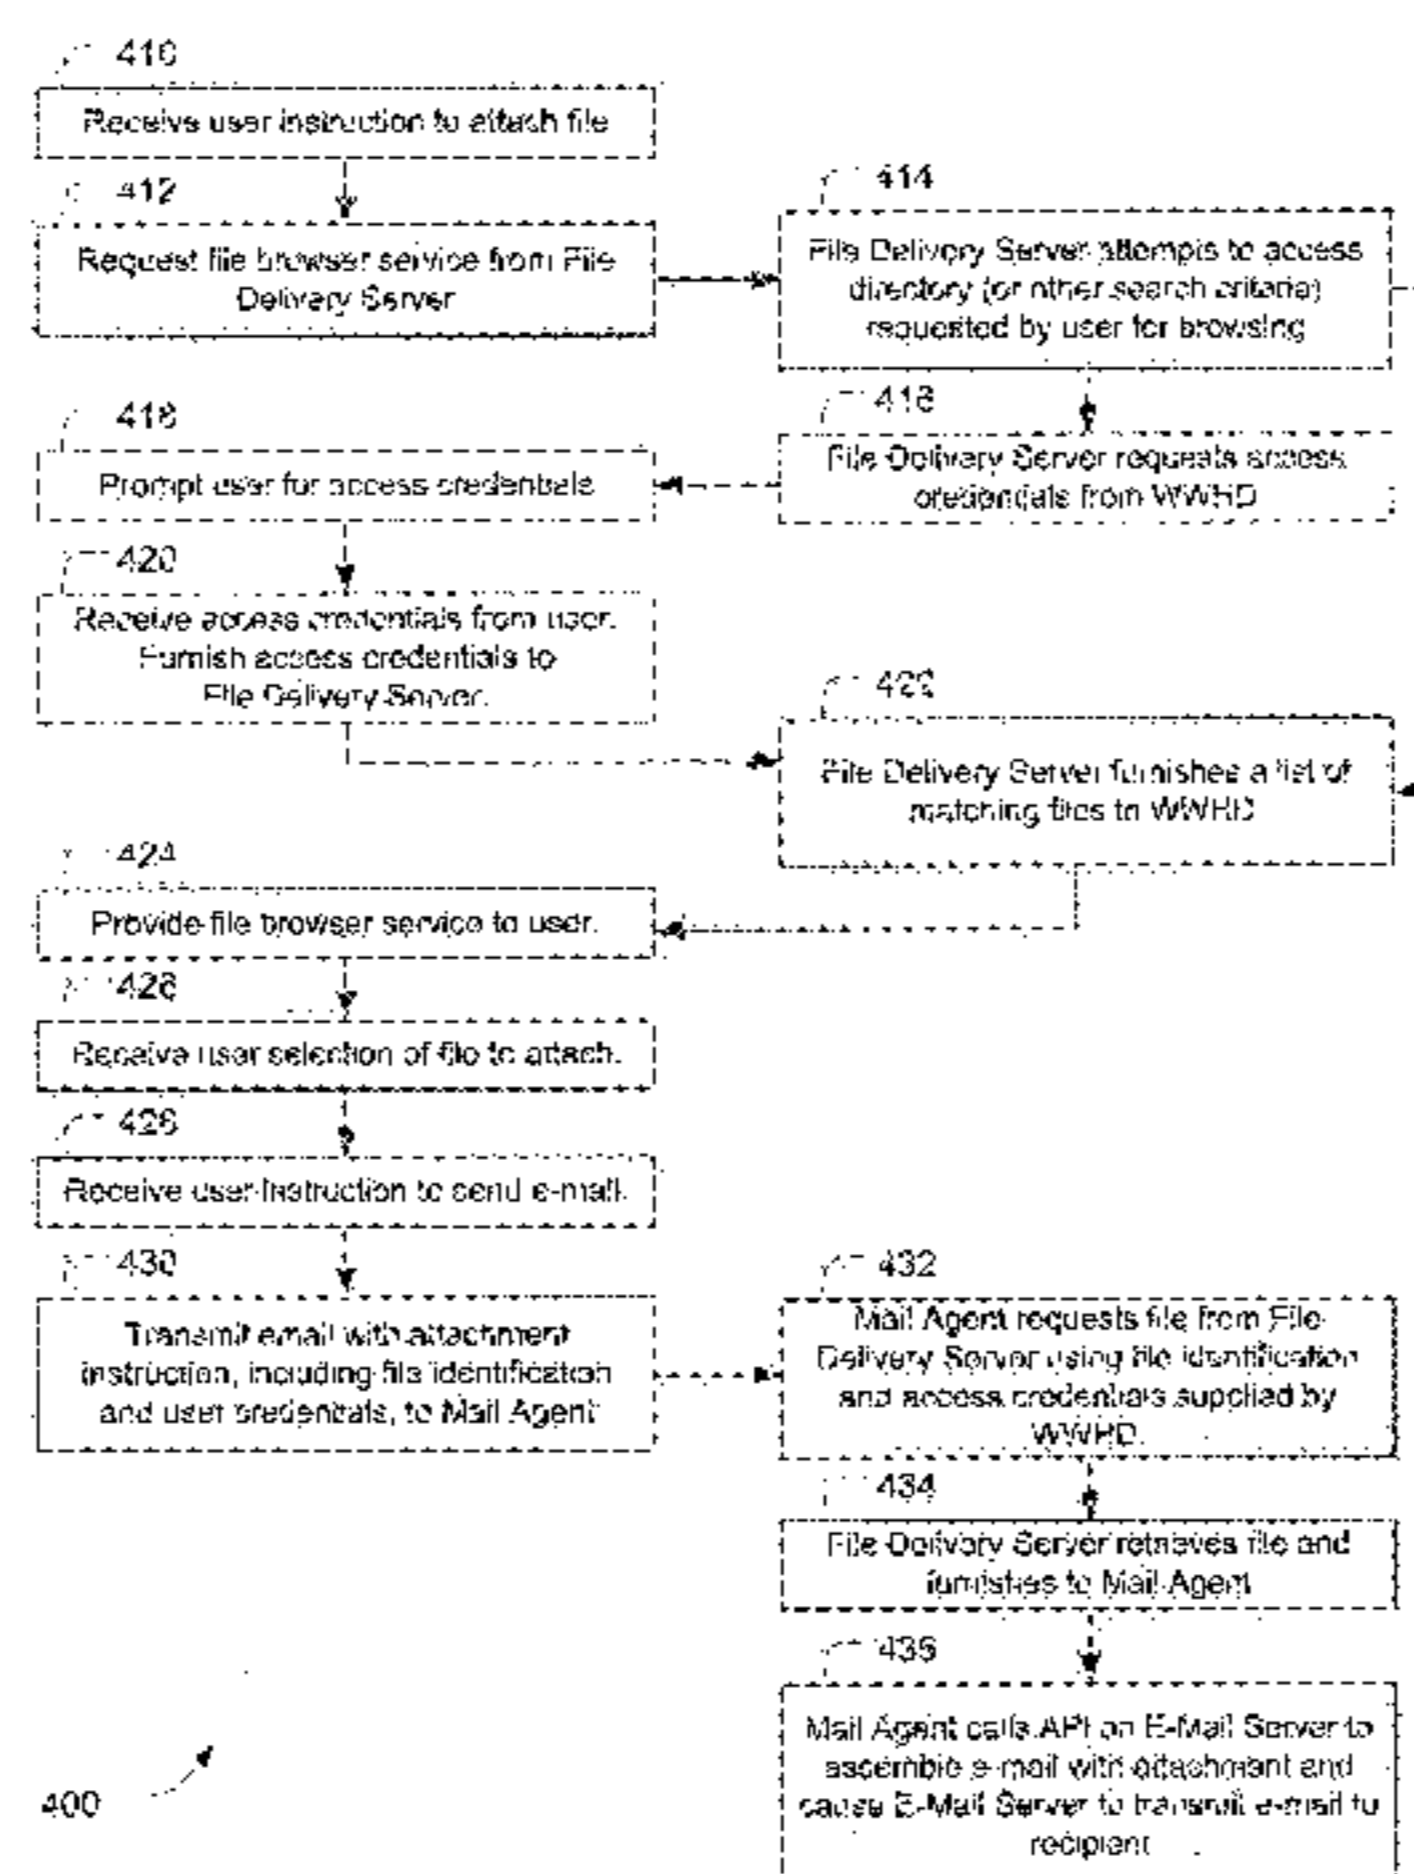 410
Receive user instruction to attach file
412
Request file browser service from File
Delivery Server
414
File Delivery Server attempts to access
directory (or other search criteria)
requested by user for browsing
416
File Delivery Server requests access
credentials from WWHD
418
Prompt user for access credentials
420
Receive access credentials from user.
Furnish access credentials to
File Delivery Server.
422
File Delivery Server furnishes a list of
matching files to WWHD
424
Provide file browser service to user.
426
Receive user selection of file to attach.
428
Receive user instruction to send e-mail.
430
Transmit email with attachment
instruction, including file identification
and user credentials, to Mail Agent
432
Mail Agent requests file from File
Delivery Server using file identification
and access credentials supplied by
WWHD.
434
File Delivery Server retrieves file and
furnishes to Mail Agent
436
Mail Agent calls API on E-Mail Server to
assemble e-mail with attachment and
cause E-Mail Server to transmit e-mail to
recipient
400